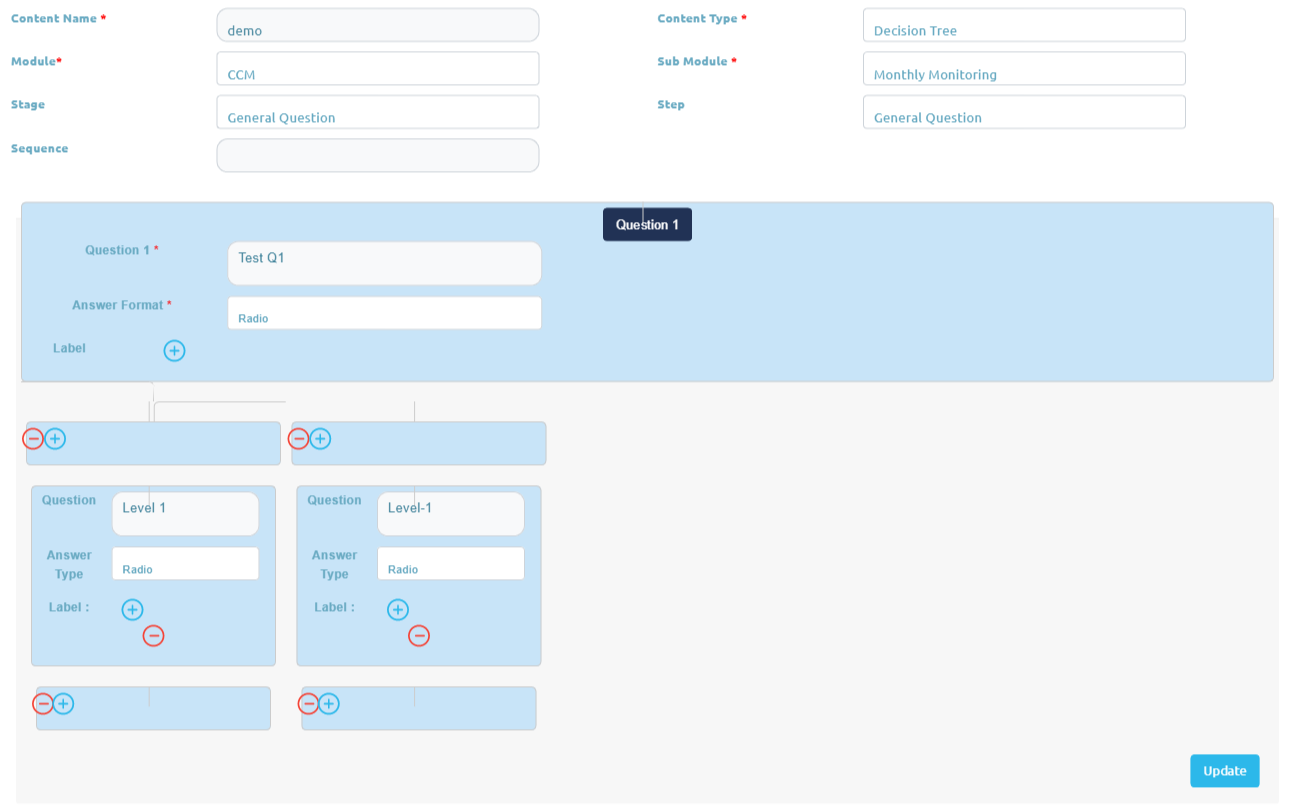 Content Name *
demo
Content Type *
Decision Tree
Module*
CCM
Sub Module *
Monthly Monitoring
Stage
General Question
Step
General Question
Sequence
Question 1
Question 1 *
Test Q1
Answer Format *
Radio
Label
Question
Level 1
Answer
Type
Radio
Label :
Question
Level-1
Answer
Type
Radio
Label :
Update